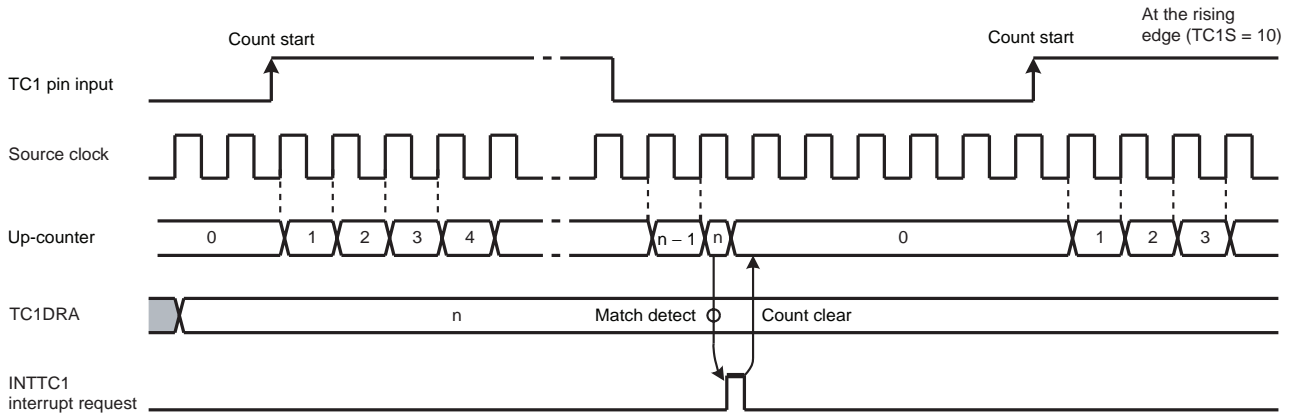 At the rising
edge (TC1S = 10)
Count start
Count start
TC1 pin input
Source clock
Up-counter
0
1
2
3
4
n − 1
n
0
1
2
3
TC1DRA
n
Match detect
Count clear
INTTC1
interrupt request